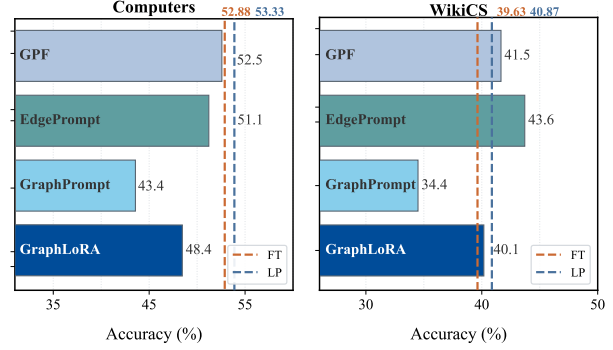 Computers
52.88 53.33
GPF
52.5
EdgePrompt
51.1
GraphPrompt
43.4
GraphLoRA
48.4
FT
LP
35 45 55
Accuracy (%)
WikiCS
39.63 40.87
GPF
41.5
EdgePrompt
43.6
GraphPrompt
34.4
GraphLoRA
40.1
FT
LP
30 40 50
Accuracy (%)